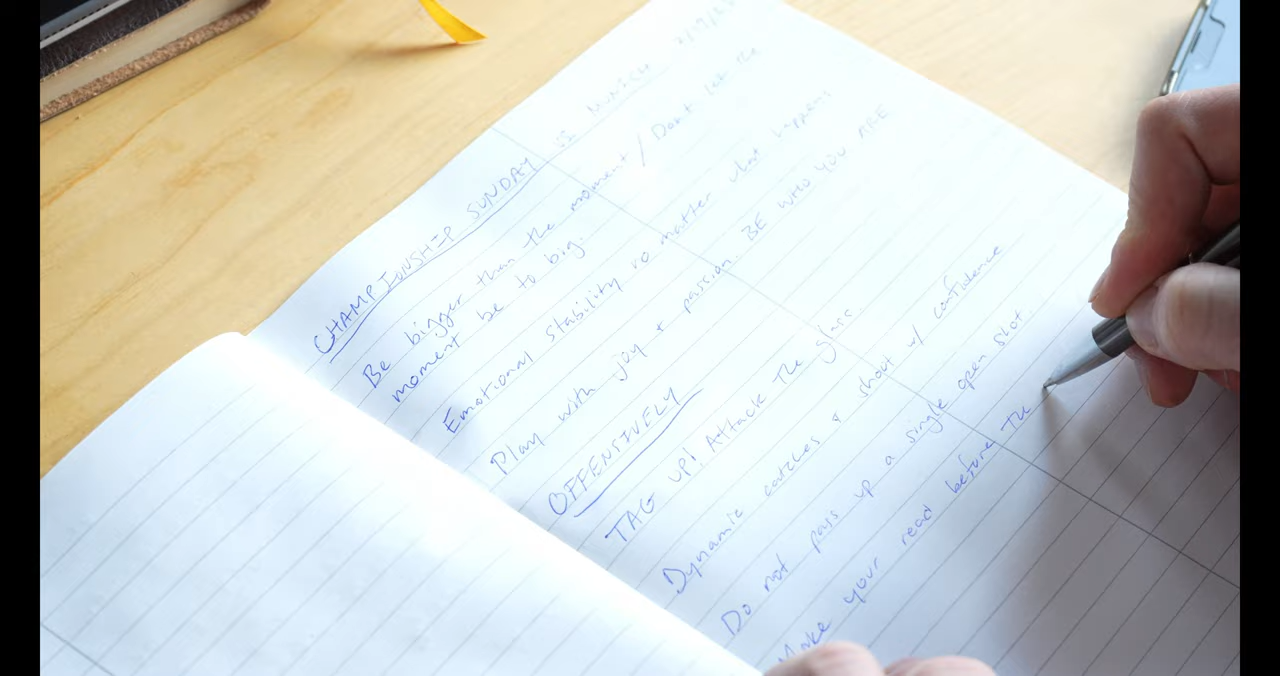 CHAMPIONSHIP SUNDAY vs MUNICH
Be bigger than the moment / Don't let the
moment be to big.
Emotional stability no matter what happens
Play with joy + passion. BE WHO YOU ARE
OFFENSIVELY
TAG UP! Attack The glass.
Dynamic catches & shoot w/ confidence
Do not pass up a single open shot.
Make your read before The